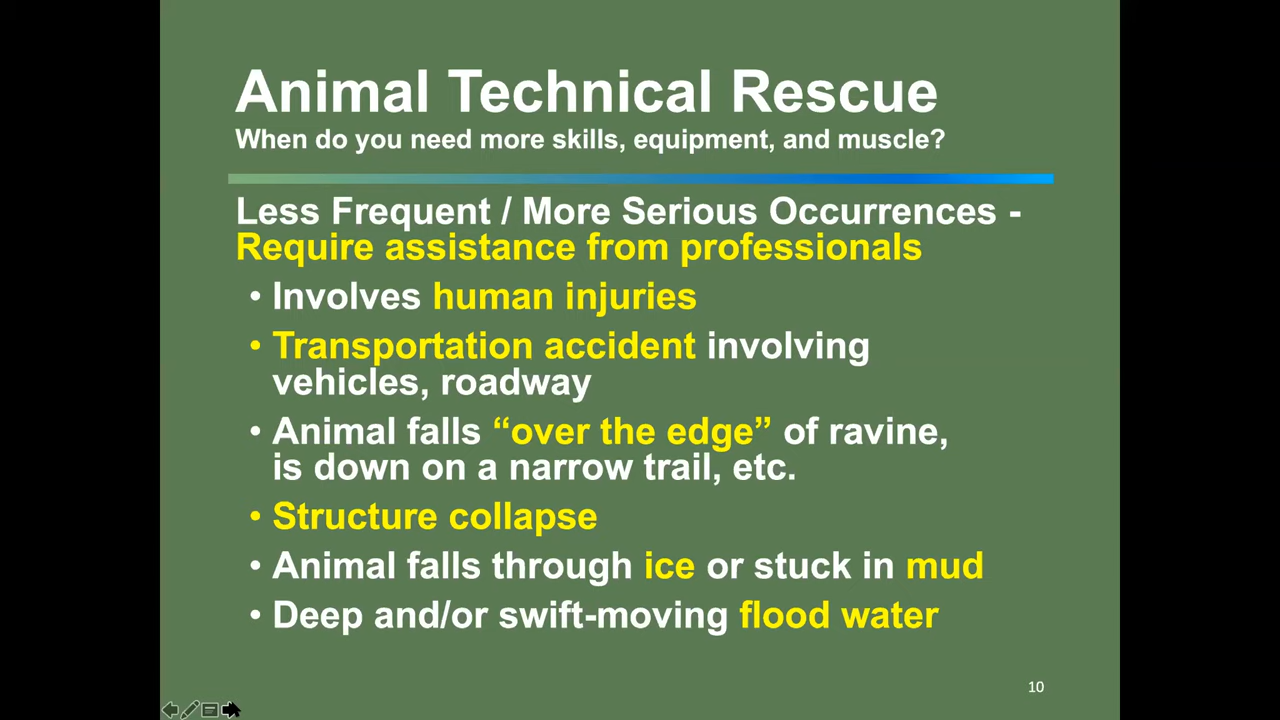 Animal Technical Rescue
When do you need more skills, equipment, and muscle?
Less Frequent / More Serious Occurrences -
Require assistance from professionals
• Involves human injuries
• Transportation accident involving
vehicles, roadway
• Animal falls “over the edge” of ravine,
is down on a narrow trail, etc.
• Structure collapse
• Animal falls through ice or stuck in mud
• Deep and/or swift-moving flood water
10